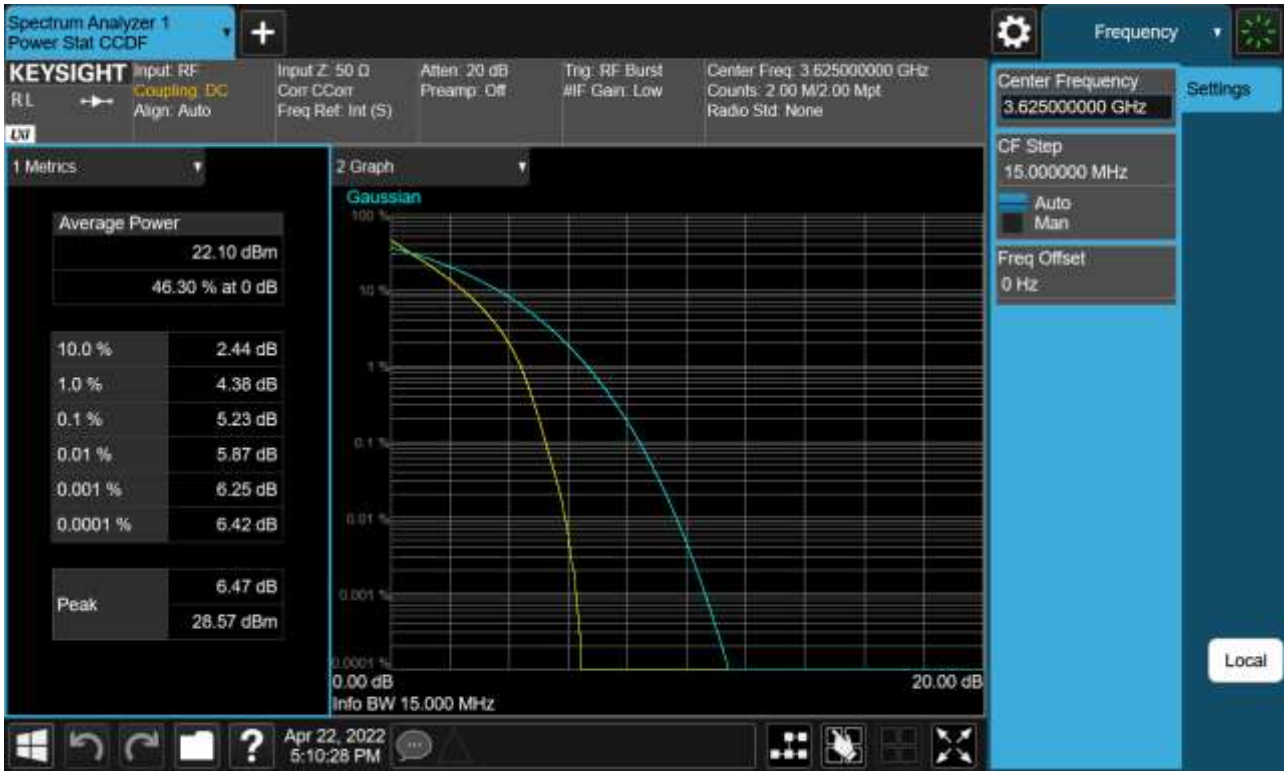 Spectrum Analyzer 1
Power Stat CCDF
+
Frequency
KEYSIGHT
RL
LXI
Input: RF
Coupling: DC
Align: Auto
Input Z: 50 Ω
Corr CCorr
Freq Ref: Int (S)
Atten: 20 dB
Preamp: Off
Trig: RF Burst
#IF Gain: Low
Center Freq: 3.625000000 GHz
Counts: 2.00 M/2.00 Mpt
Radio Std: None
Center Frequency
3.625000000 GHz
Settings
CF Step
15.000000 MHz
Auto
Man
Freq Offset
0 Hz
1 Metrics
Average Power
22.10 dBm
46.30 % at 0 dB
10.0 % 2.44 dB
1.0 % 4.38 dB
0.1 % 5.23 dB
0.01 % 5.87 dB
0.001 % 6.25 dB
0.0001 % 6.42 dB
Peak
6.47 dB
28.57 dBm
2 Graph
Gaussian
100 %
10 %
1 %
0.1 %
0.01 %
0.001 %
0.0001 %
0.00 dB 20.00 dB
Info BW 15.000 MHz
Local
?
Apr 22, 2022
5:10:28 PM